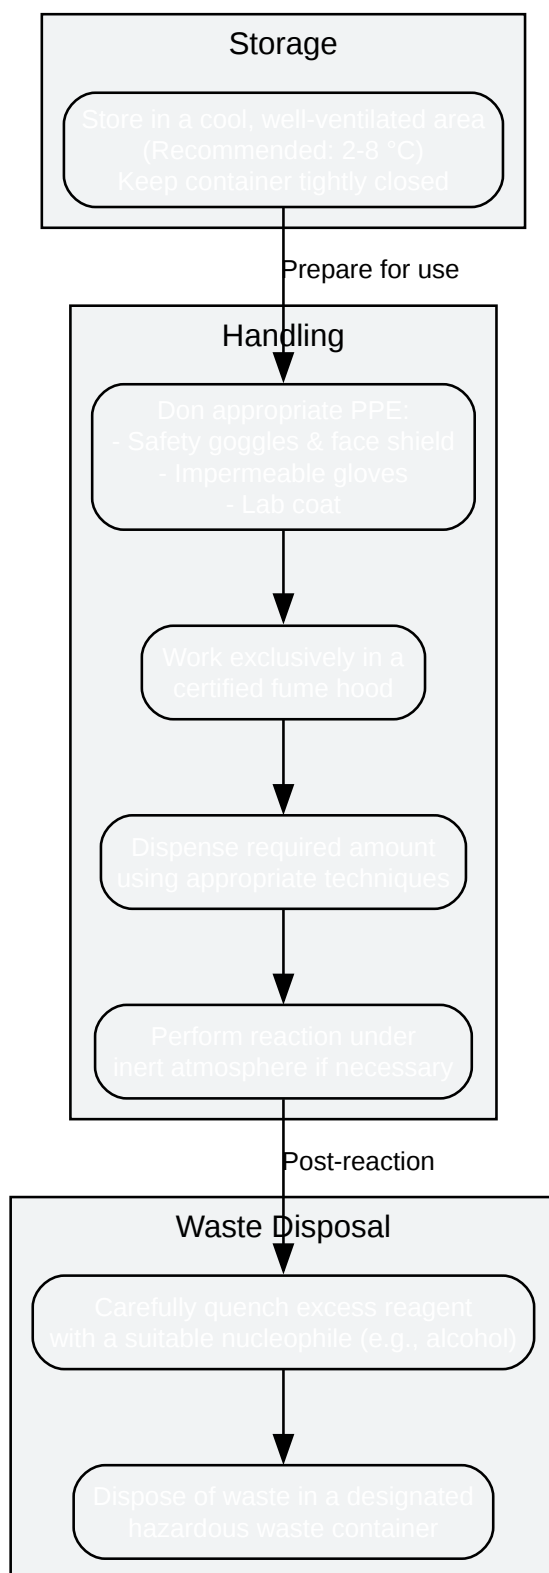 Storage
Store in a cool, well-ventilated area
(Recommended: 2-8 °C)
Keep container tightly closed
Prepare for use
Handling
Don appropriate PPE:
- Safety goggles & face shield
- Impermeable gloves
- Lab coat
Work exclusively in a
certified fume hood
Dispense required amount
using appropriate techniques
Perform reaction under
inert atmosphere if necessary
Post-reaction
Waste Disposal
Carefully quench excess reagent
with a suitable nucleophile (e.g., alcohol)
Dispose of waste in a designated
hazardous waste container